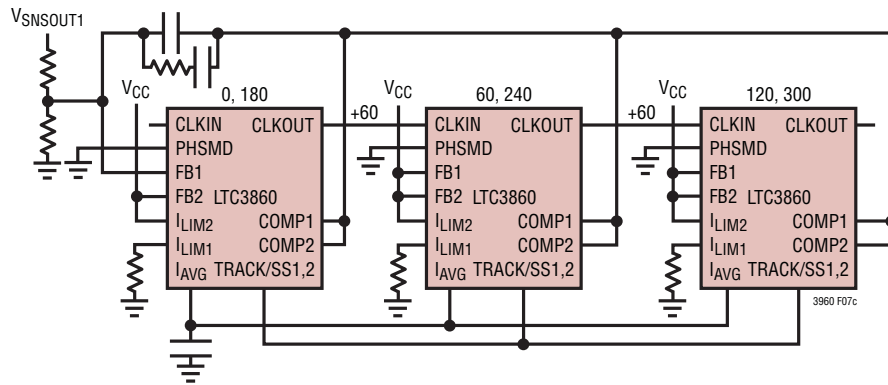 VSNSOUT1
VCC
0, 180
CLKIN CLKOUT
PHSMD
FB1
FB2 LTC3860
ILIM2 COMP1
ILIM1 COMP2
IAVG TRACK/SS1,2
+60
VCC
60, 240
CLKIN CLKOUT
PHSMD
FB1
FB2 LTC3860
ILIM2 COMP1
ILIM1 COMP2
IAVG TRACK/SS1,2
+60
VCC
120, 300
CLKIN CLKOUT
PHSMD
FB1
FB2 LTC3860
ILIM2 COMP1
ILIM1 COMP2
IAVG TRACK/SS1,2
3960 F07c